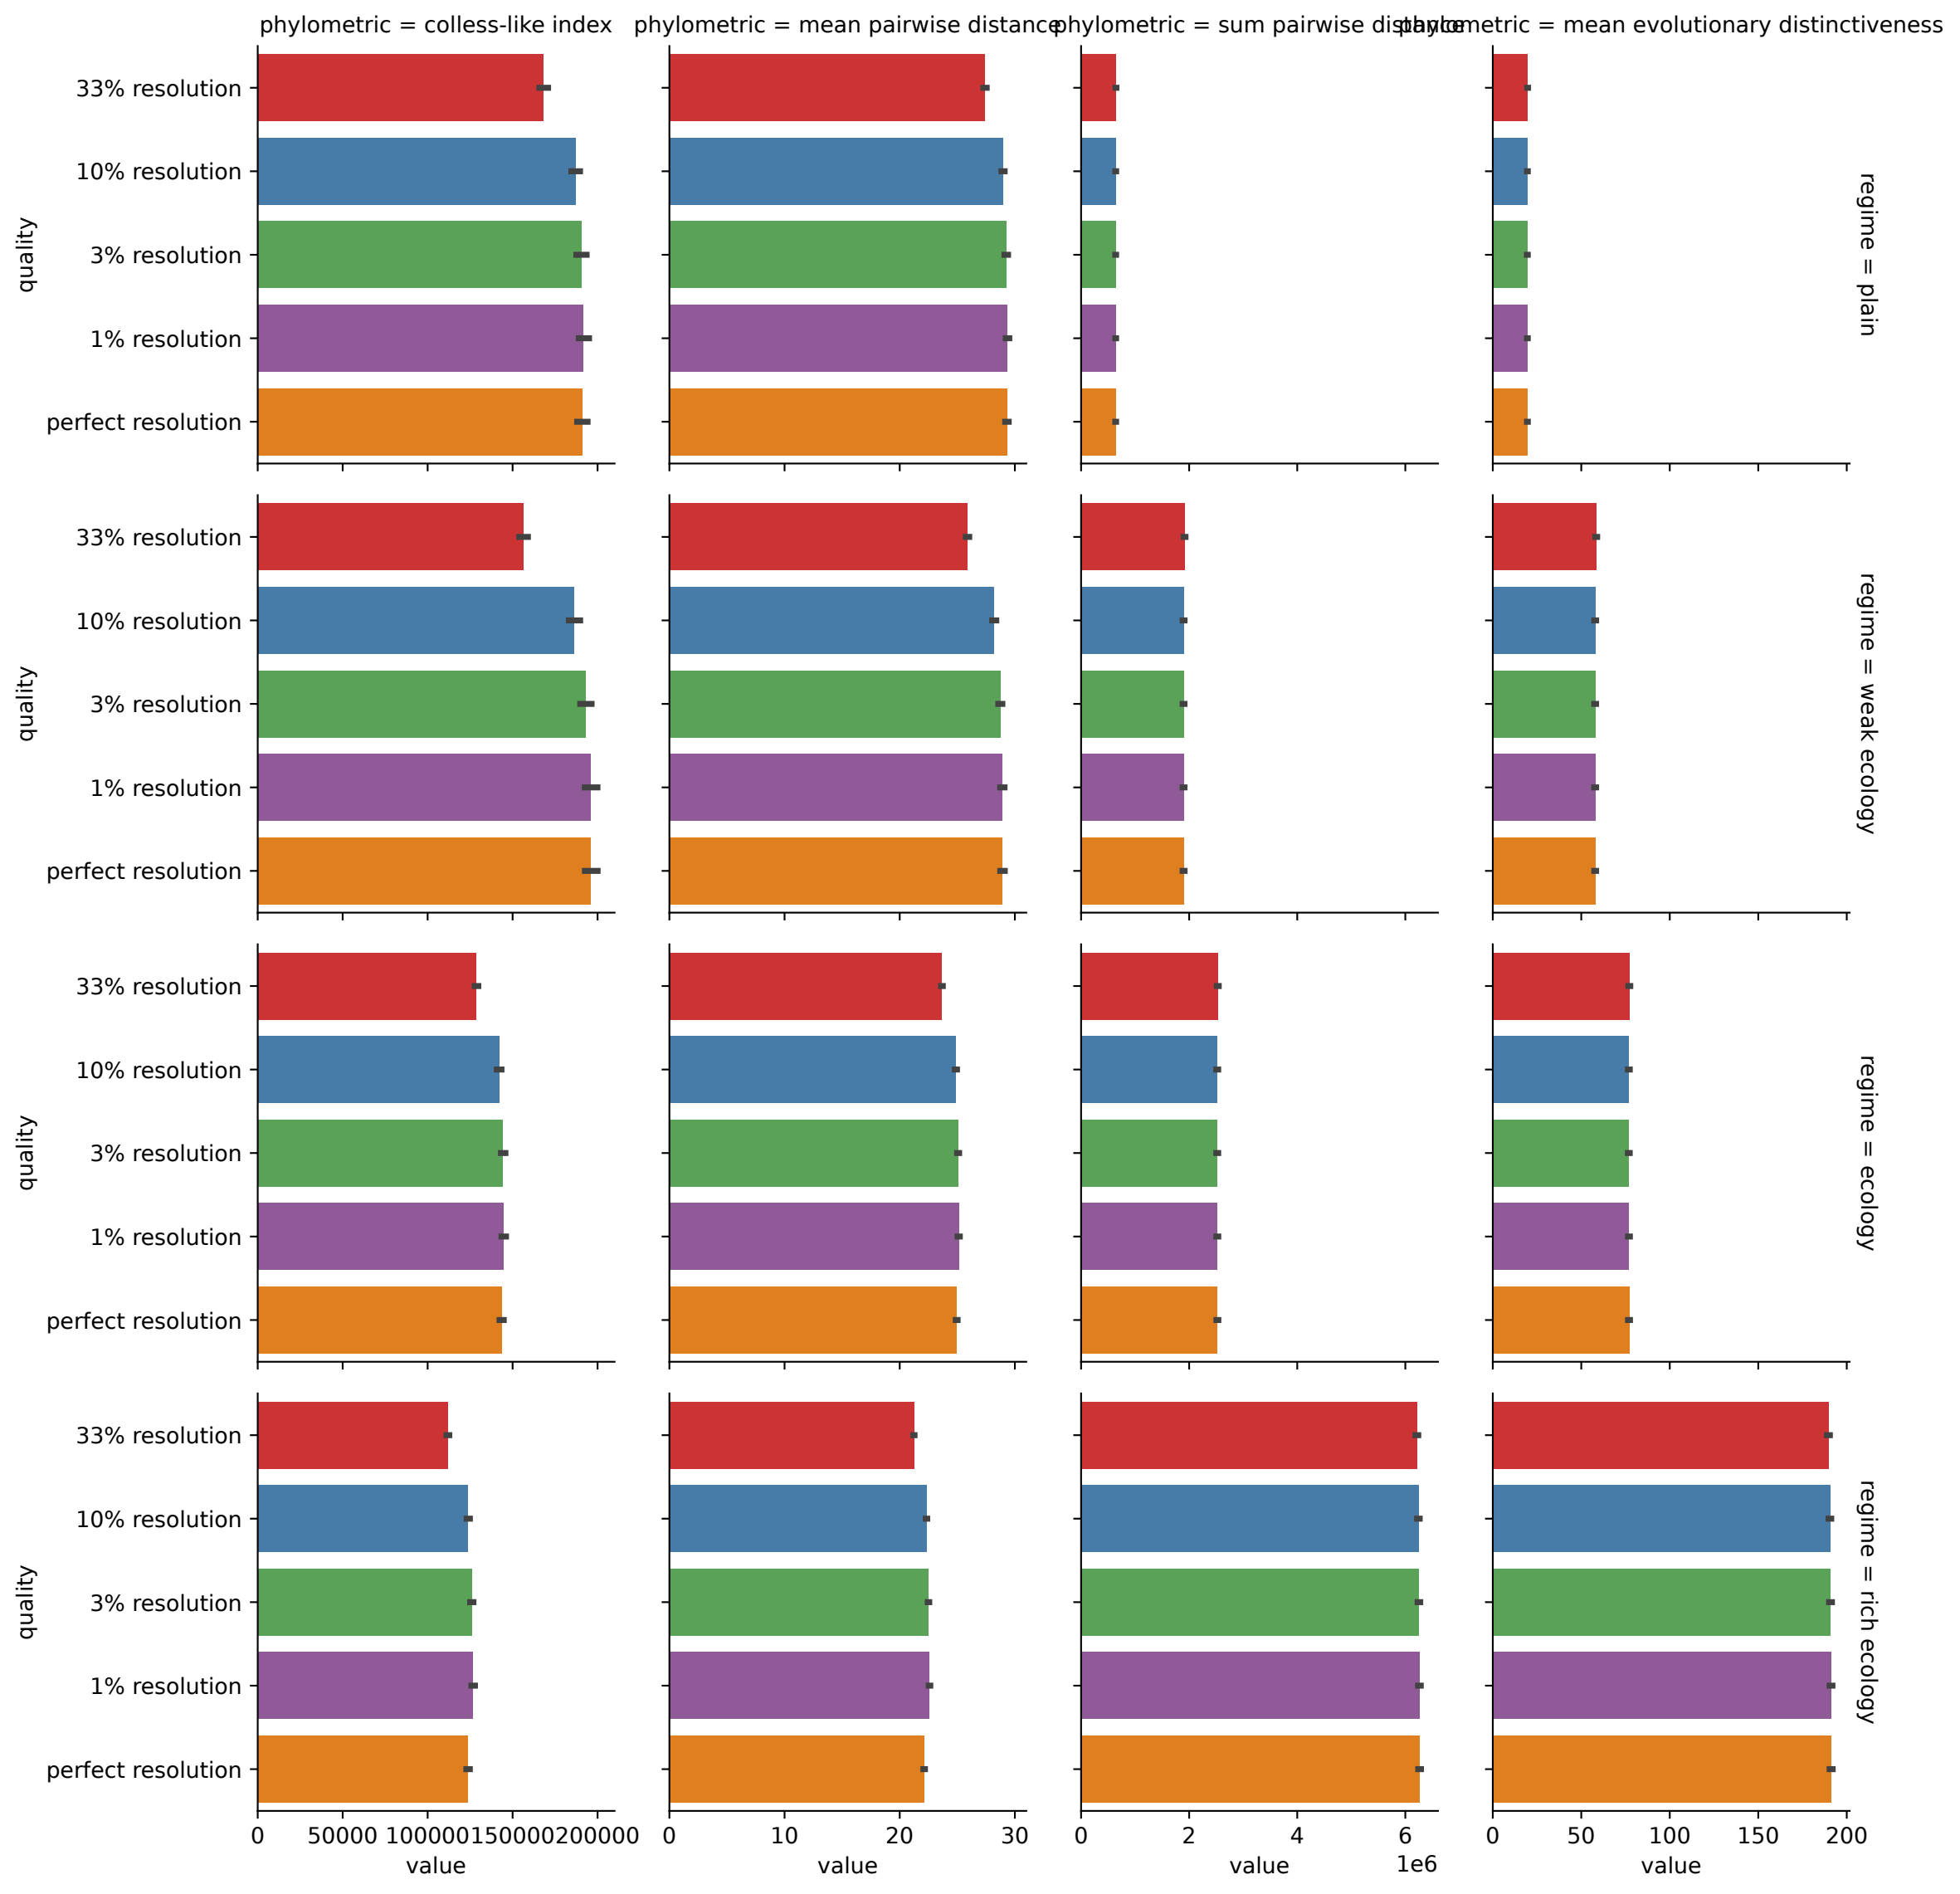 phylometric = colless-like index
phylometric = mean pairwise distance
phylometric = sum pairwise distance
phylometric = mean evolutionary distinctiveness
quality
33% resolution
10% resolution
3% resolution
1% resolution
perfect resolution
regime = plain
quality
33% resolution
10% resolution
3% resolution
1% resolution
perfect resolution
regime = weak ecology
quality
33% resolution
10% resolution
3% resolution
1% resolution
perfect resolution
regime = ecology
quality
33% resolution
10% resolution
3% resolution
1% resolution
perfect resolution
regime = rich ecology
0 50000 100000 150000 200000
value
0 10 20 30
value
0 2 4 6
1e6
value
0 50 100 150 200
value